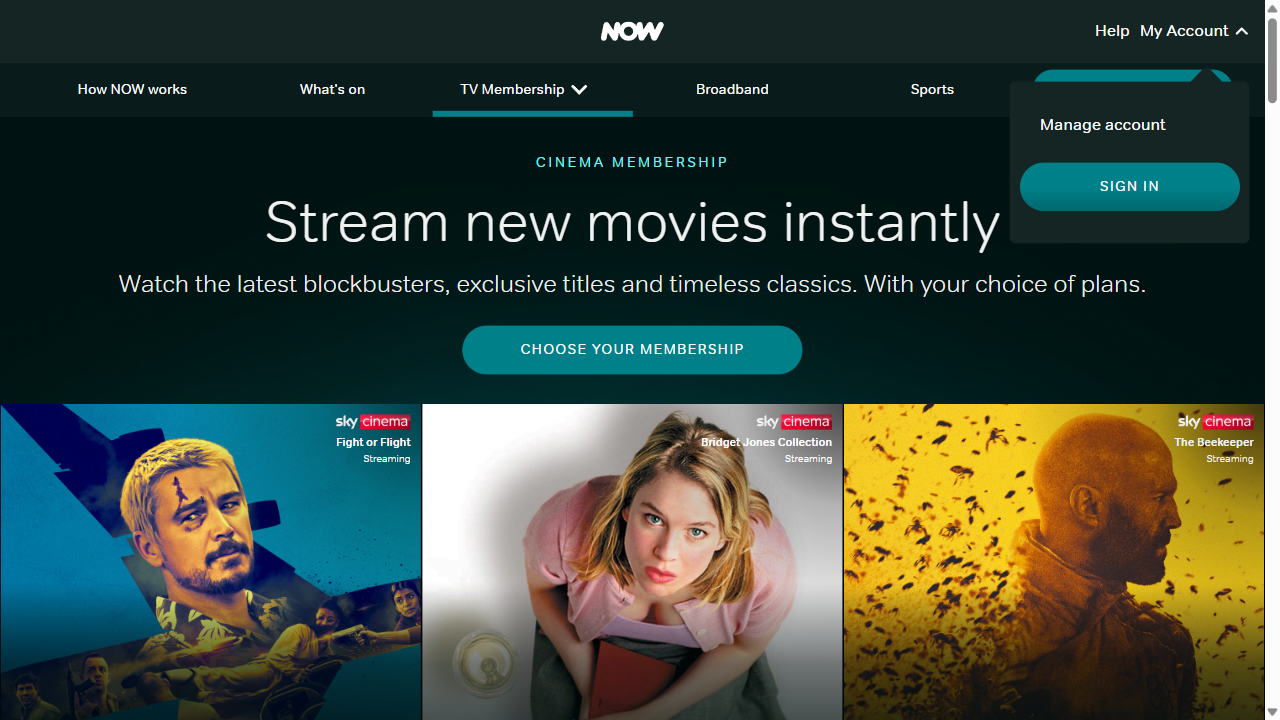 NOW
Help
My Account
How NOW works
What's on
TV Membership
Broadband
Sports
Manage account
SIGN IN
CINEMA MEMBERSHIP
Stream new movies instantly
Watch the latest blockbusters, exclusive titles and timeless classics. With your choice of plans.
CHOOSE YOUR MEMBERSHIP
sky cinema
Fight or Flight
Streaming
sky cinema
Bridget Jones Collection
Streaming
sky cinema
The Beekeeper
Streaming